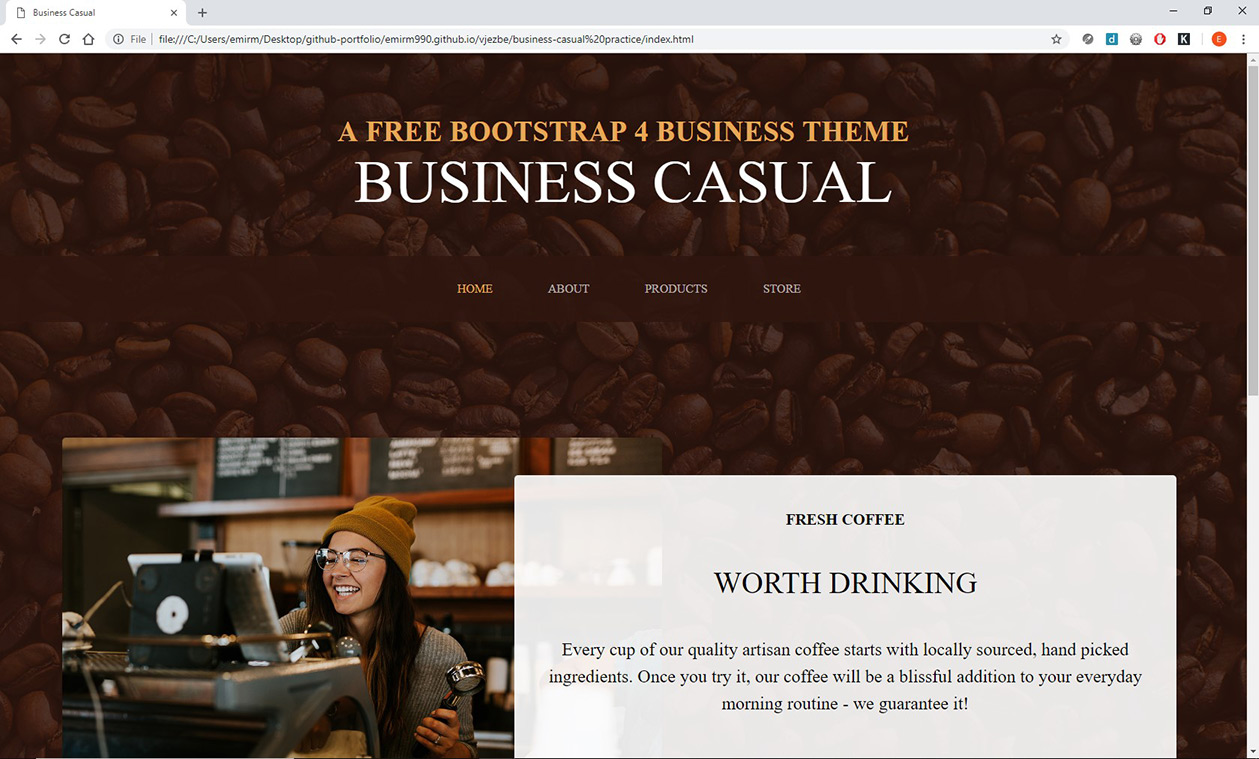 Business Casual
File
file:///C:/Users/emirm/Desktop/github-portfolio/emirm990.github.io/vjezbe/business-casual%20practice/index.html
d
K
E
A FREE BOOTSTRAP 4 BUSINESS THEME
BUSINESS CASUAL
HOME ABOUT PRODUCTS STORE
FRESH COFFEE
WORTH DRINKING
Every cup of our quality artisan coffee starts with locally sourced, hand picked
ingredients. Once you try it, our coffee will be a blissful addition to your everyday
morning routine - we guarantee it!